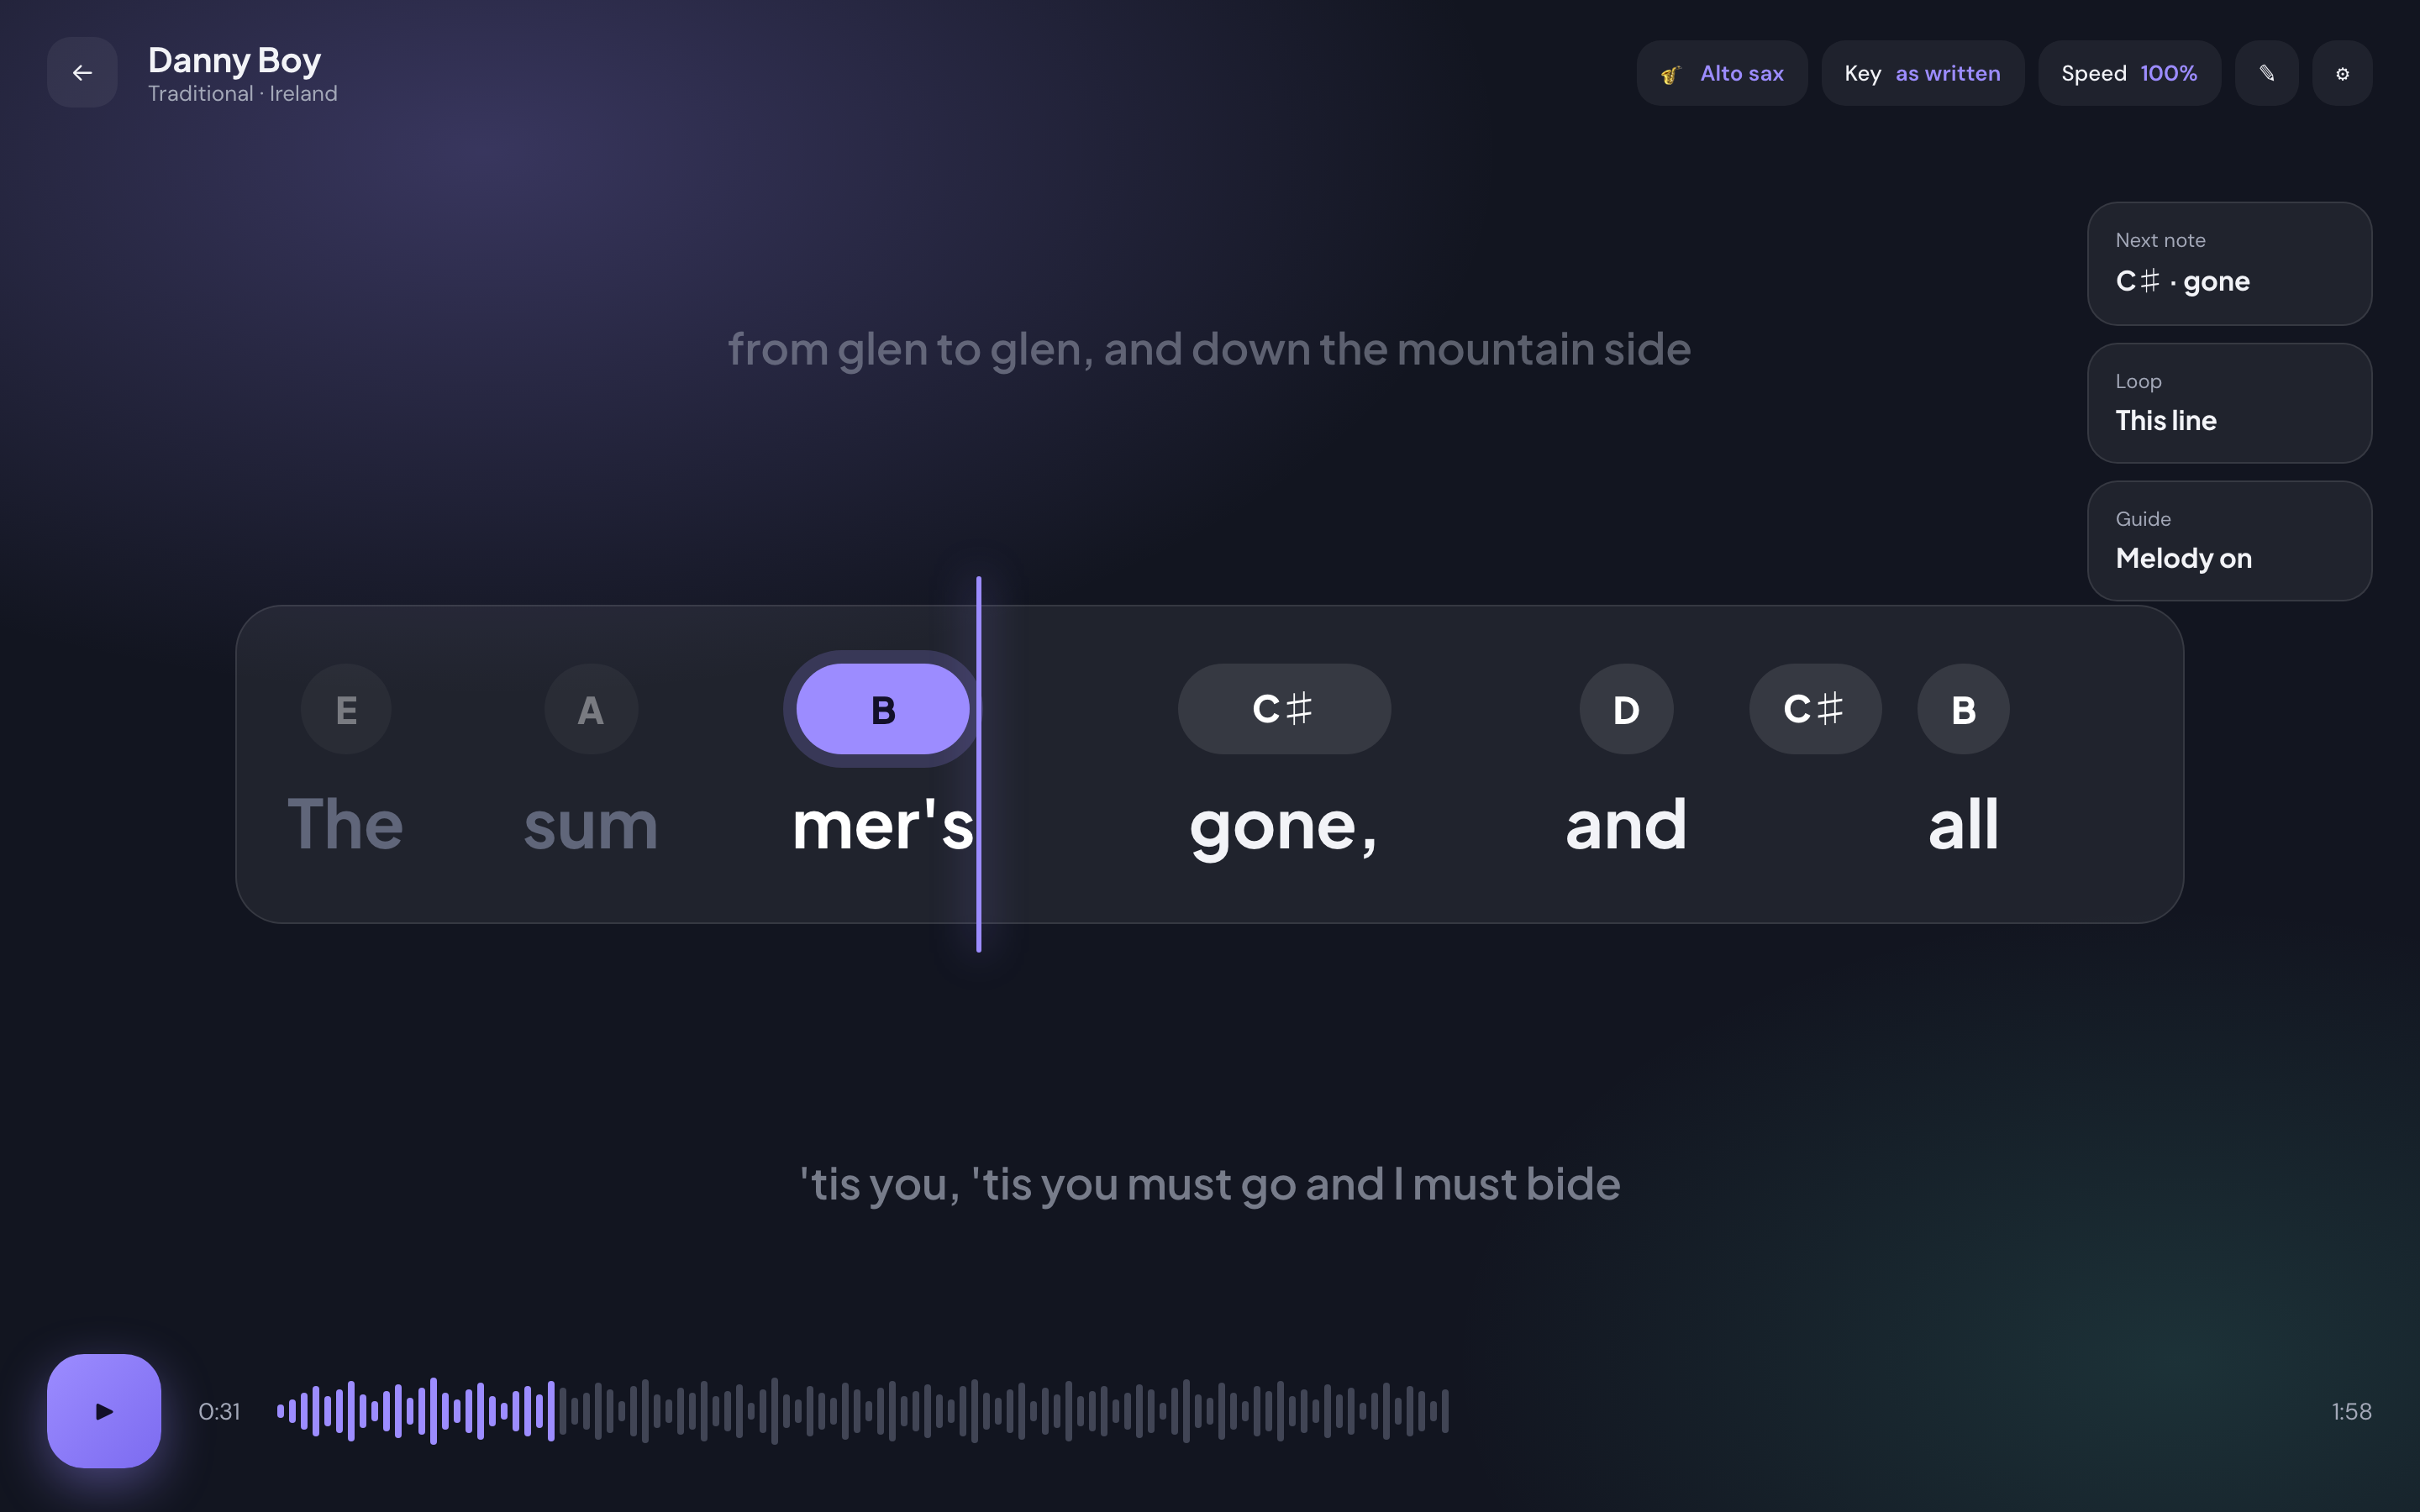 Danny Boy
Traditional · Ireland
Alto sax
Key as written
Speed 100%
Next note
C♯ · gone
Loop
This line
Guide
Melody on
from glen to glen, and down the mountain side
E A B C♯ D C♯ B
The sum mer's gone, and all
'tis you, 'tis you must go and I must bide
0:31
1:58